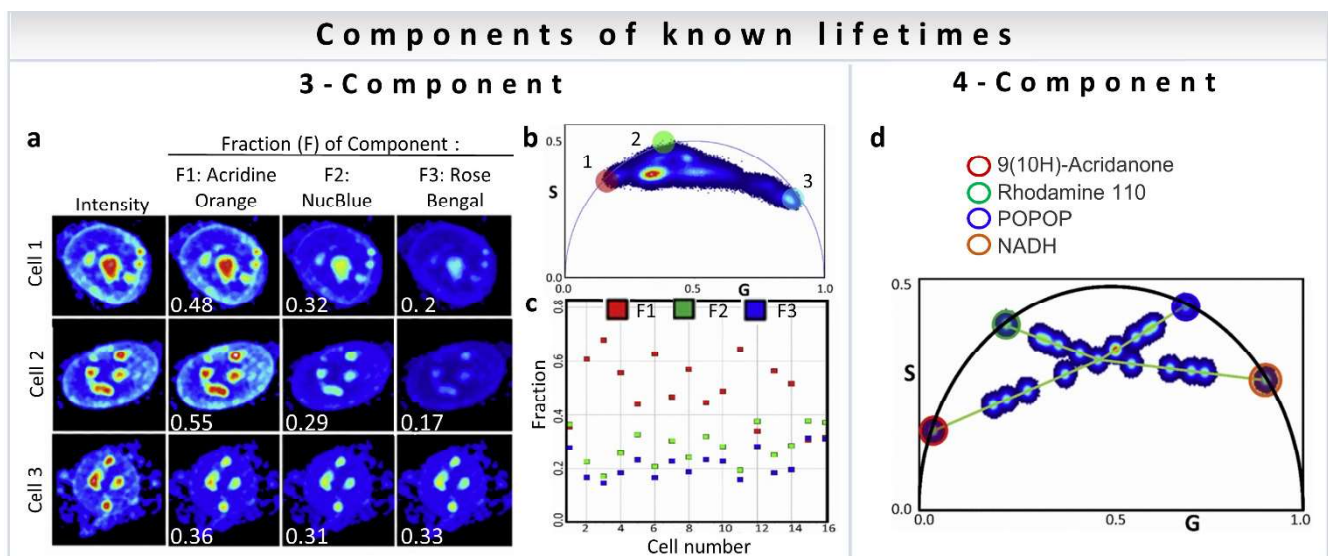 Components of known lifetimes
3-Component
4-Component
a
Fraction (F) of Component :
Intensity
F1: Acridine
Orange
F2:
NucBlue
F3: Rose
Bengal
Cell 1
0.48
0.32
0. 2
Cell 2
0.55
0.29
0.17
Cell 3
0.36
0.31
0.33
b
0.5
S
0.0
1
2
3
0.0
0.5
G
1.0
c
F1
F2
F3
Fraction
0.8
0.6
0.4
0.2
0.0
2
4
6
8
10
12
14
16
Cell number
d
9(10H)-Acridanone
Rhodamine 110
POPOP
NADH
0.5
S
0.0
0.0
0.5
G
1.0